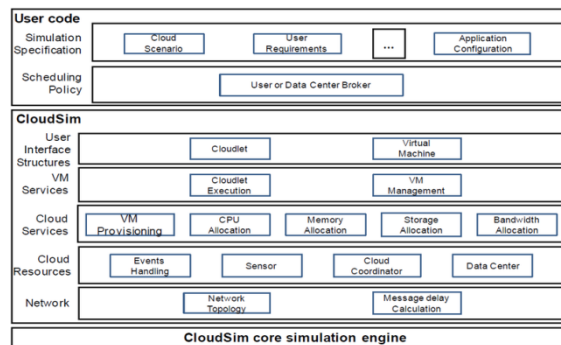 User code
Simulation Specification
Cloud Scenario
User Requirements
...
Application Configuration
Scheduling Policy
User or Data Center Broker
CloudSim
User Interface Structures
Cloudlet
Virtual Machine
VM Services
Cloudlet Execution
VM Management
Cloud Services
VM Provisioning
CPU Allocation
Memory Allocation
Storage Allocation
Bandwidth Allocation
Cloud Resources
Events Handling
Sensor
Cloud Coordinator
Data Center
Network
Network Topology
Message delay Calculation
CloudSim core simulation engine